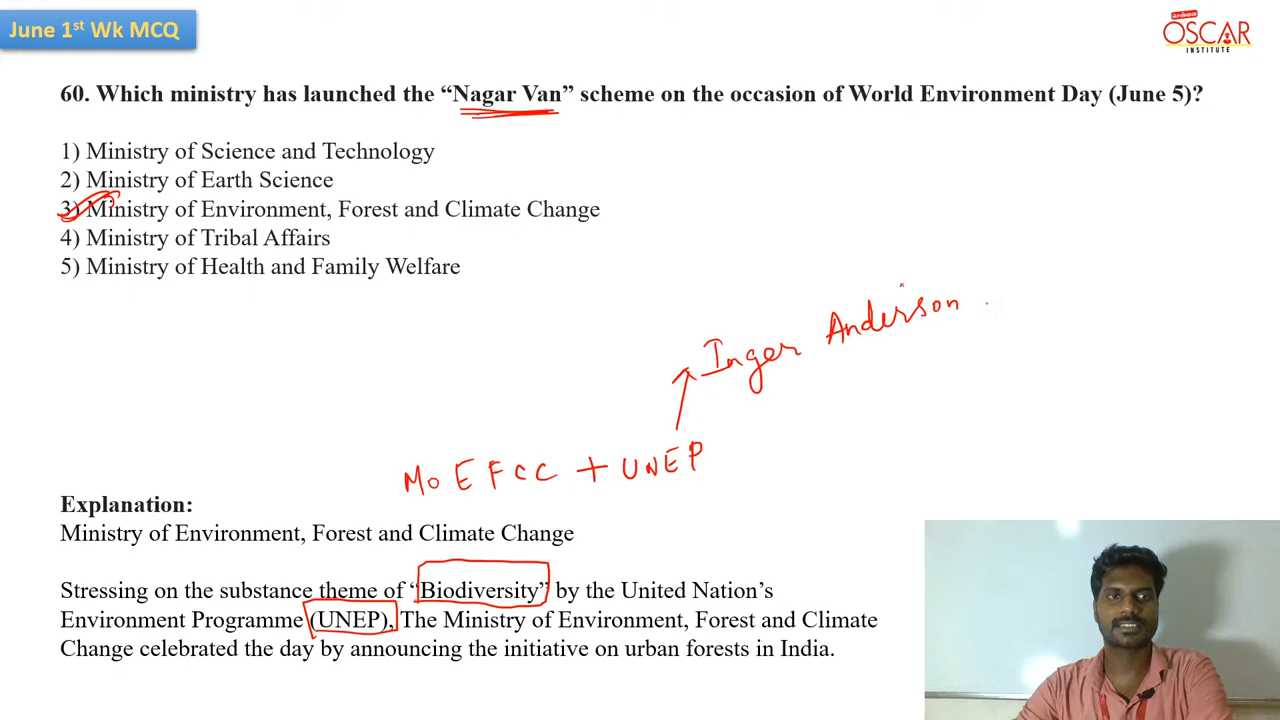 June 1st Wk MCQ
சென்னை
OSCAR
INSTITUTE
60. Which ministry has launched the “Nagar Van” scheme on the occasion of World Environment Day (June 5)?
1) Ministry of Science and Technology
2) Ministry of Earth Science
3) Ministry of Environment, Forest and Climate Change
4) Ministry of Tribal Affairs
5) Ministry of Health and Family Welfare
Inger Anderson
MoEFCC + UNEP
Explanation:
Ministry of Environment, Forest and Climate Change
Stressing on the substance theme of “Biodiversity” by the United Nation’s
Environment Programme (UNEP), The Ministry of Environment, Forest and Climate
Change celebrated the day by announcing the initiative on urban forests in India.